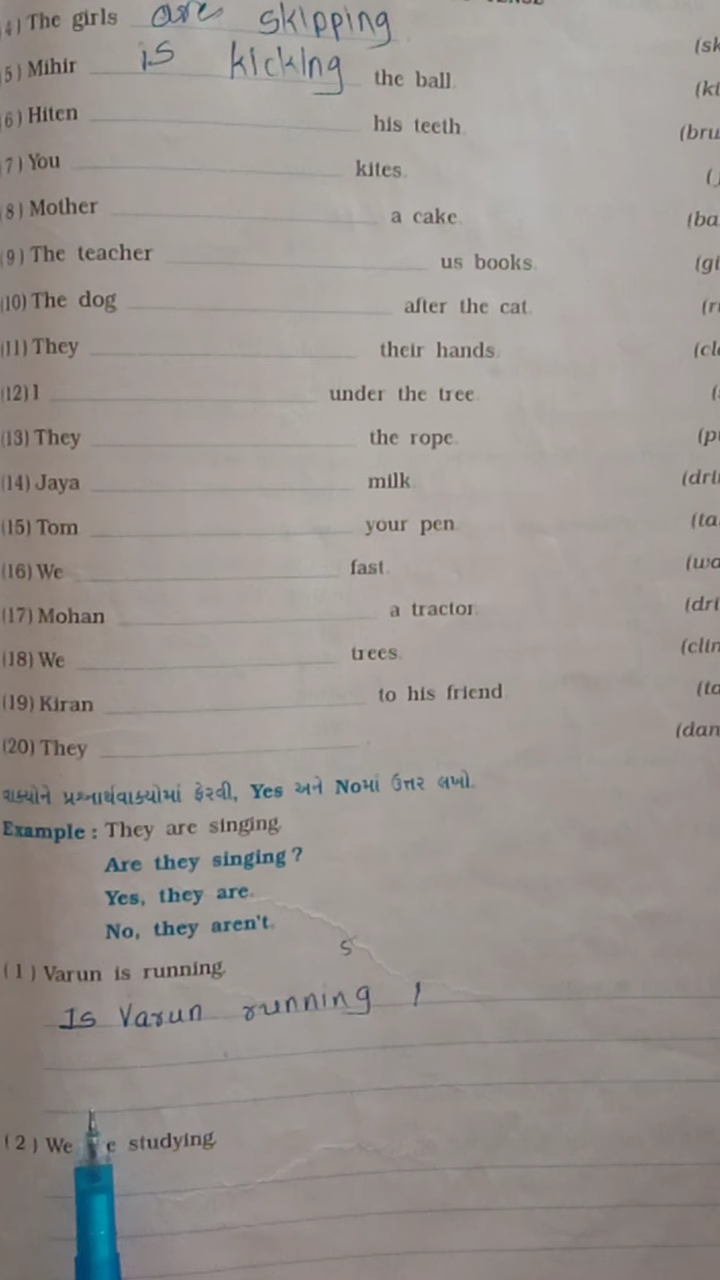 (4) The girls are skipping (sk
(5) Mihir is kicking the ball. (ki
(6) Hiten his teeth. (bru
(7) You kites. (
(8) Mother a cake. (ba
(9) The teacher us books. (gi
(10) The dog after the cat. (ru
(11) They their hands. (cl
(12) I under the tree. (
(13) They the rope. (pu
(14) Jaya milk. (dri
(15) Tom your pen. (ta
(16) We fast. (wa
(17) Mohan a tractor. (dri
(18) We trees. (clim
(19) Kiran to his friend. (ta
(20) They . (dan
વાક્યોને પ્રશ્નાર્થવાક્યોમાં ફેરવી, Yes અને Noમાં ઉત્તર લખો.
Example : They are singing.
Are they singing ?
Yes, they are.
No, they aren't.
(1) Varun is running.
Is Varun running
(2) We studying.